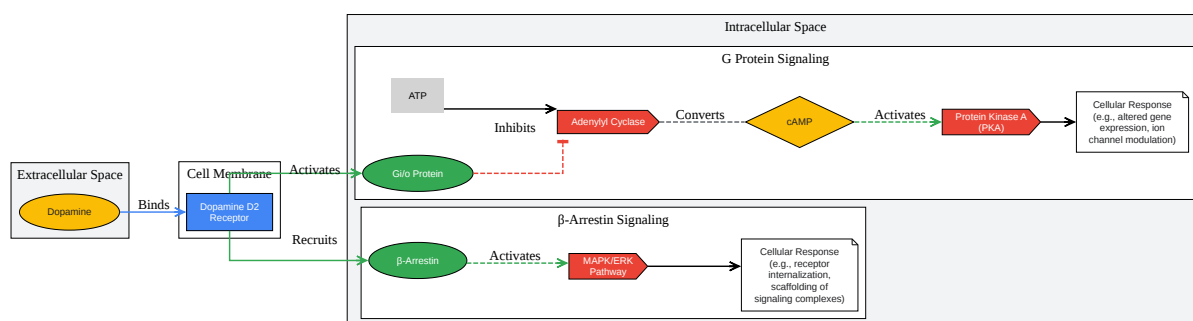 Intracellular Space
G Protein Signaling
ATP
Inhibits
Adenylyl Cyclase
Converts
cAMP
Activates
Protein Kinase A
(PKA)
Cellular Response
(e.g., altered gene
expression, ion
channel modulation)
Extracellular Space
Dopamine
Binds
Cell Membrane
Dopamine D2
Receptor
Activates
Gi/o Protein
Recruits
β-Arrestin Signaling
β-Arrestin
Activates
MAPK/ERK
Pathway
Cellular Response
(e.g., receptor
internalization,
scaffolding of
signaling complexes)